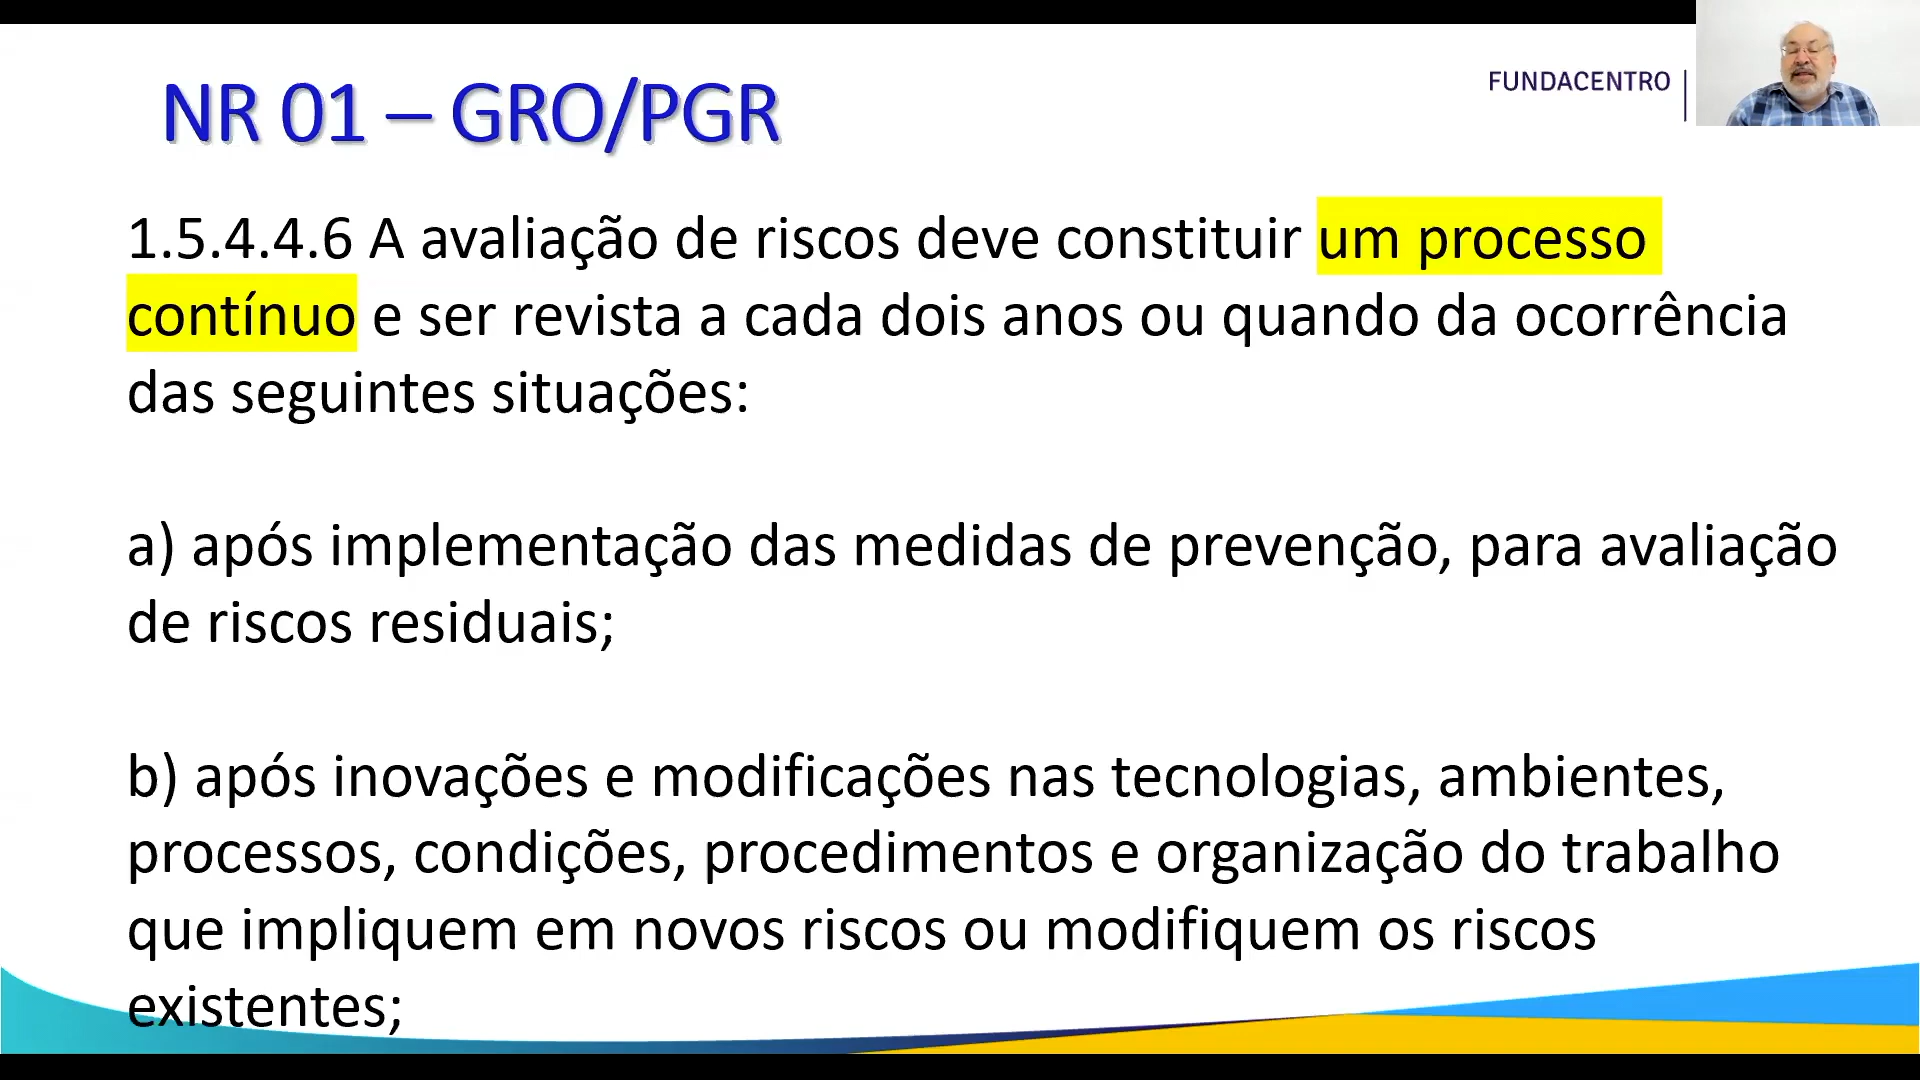 NR 01 – GRO/PGR
FUNDACENTRO
1.5.4.4.6 A avaliação de riscos deve constituir um processo
contínuo e ser revista a cada dois anos ou quando da ocorrência
das seguintes situações:
a) após implementação das medidas de prevenção, para avaliação
de riscos residuais;
b) após inovações e modificações nas tecnologias, ambientes,
processos, condições, procedimentos e organização do trabalho
que impliquem em novos riscos ou modifiquem os riscos
existentes;